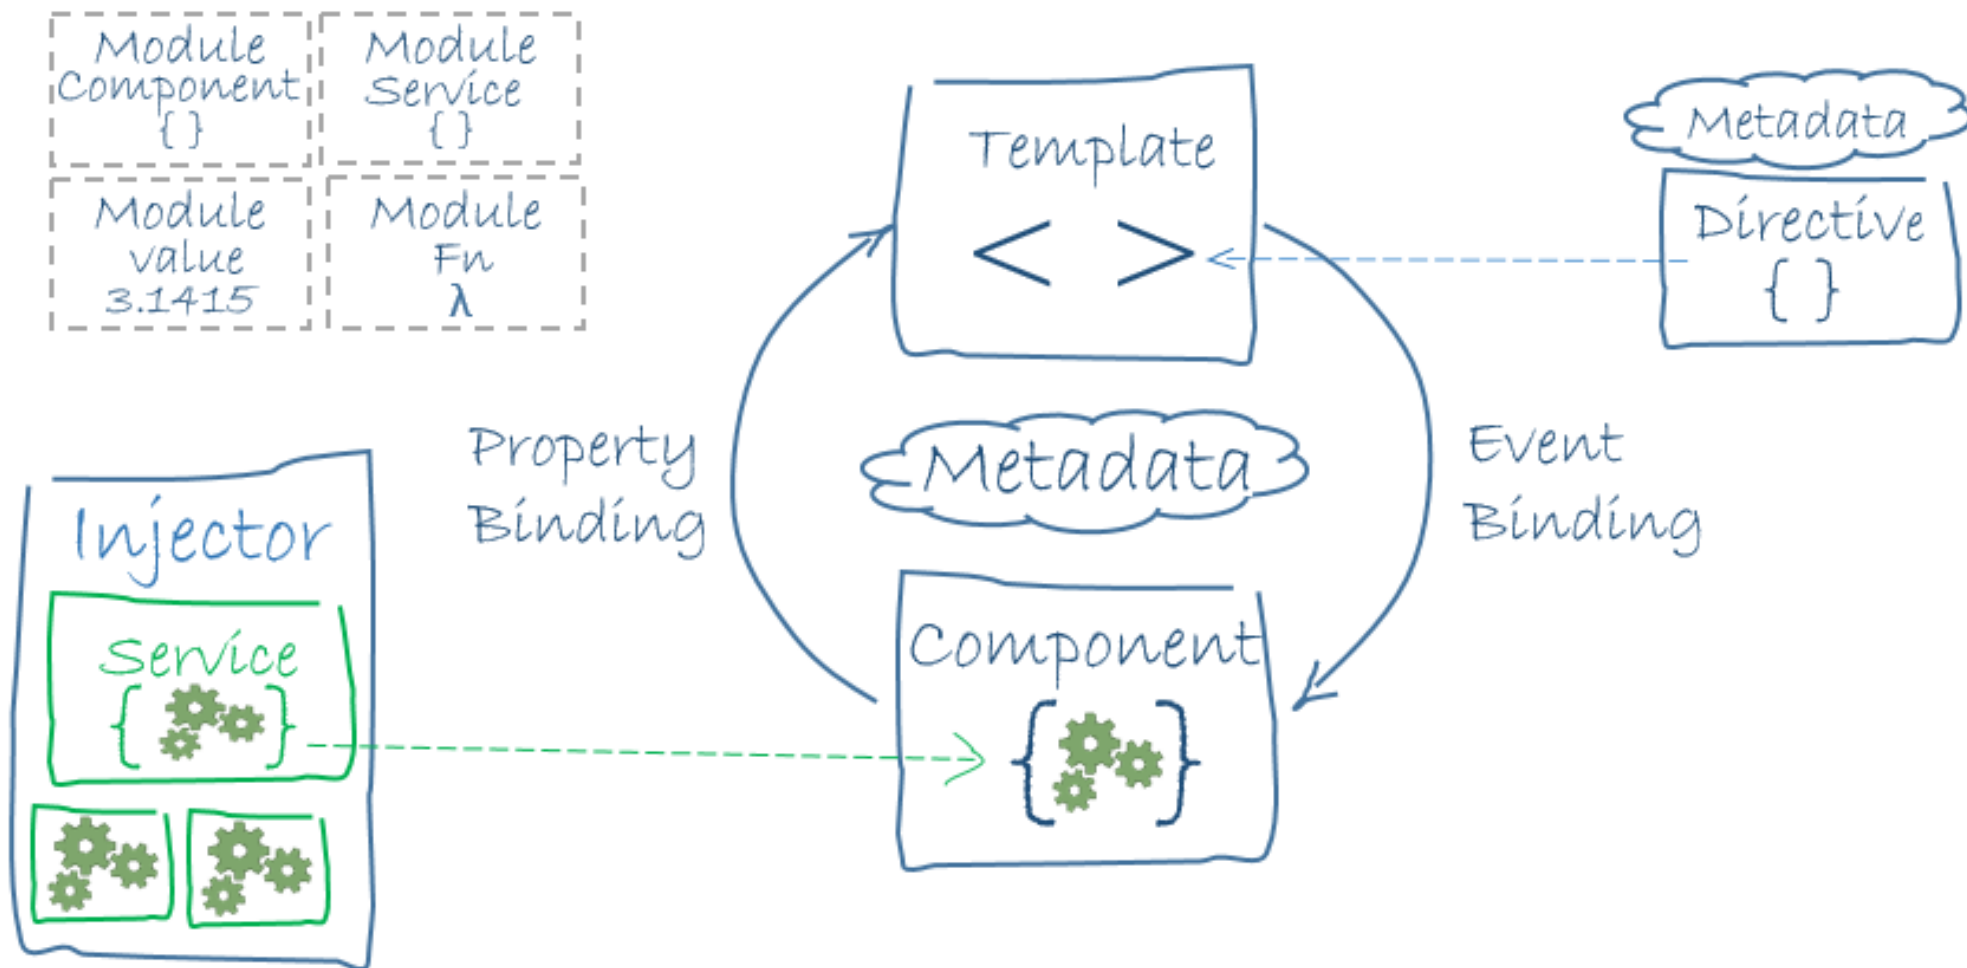 Module
Component
{ }
Module
Service
{ }
Module
value
3.1415
Module
Fn
λ
Template
< >
Metadata
Directive
{ }
Property
Binding
Metadata
Event
Binding
Injector
Service
{ }
Component
{ }